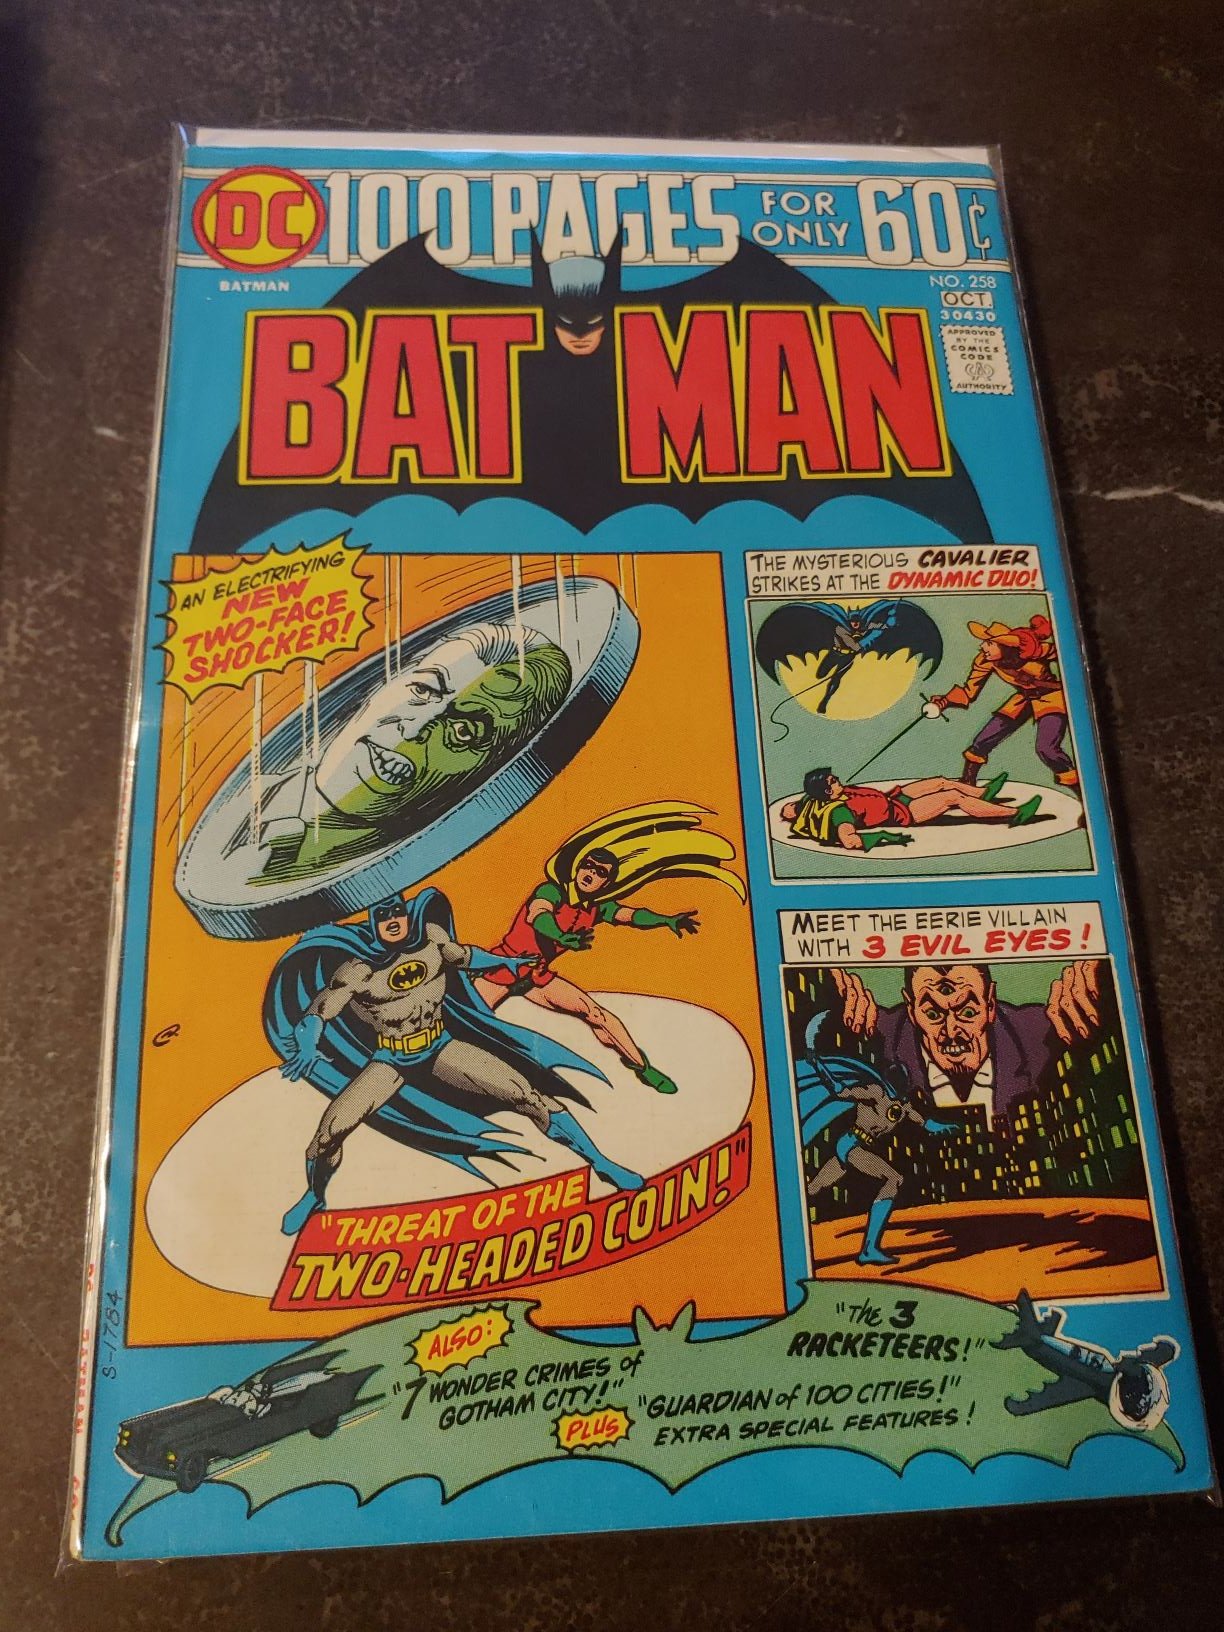 DC 100 PAGES FOR ONLY 60¢
BATMAN
NO. 258
OCT.
30430
APPROVED
BY THE
COMICS
CODE
AUTHORITY
BATMAN
AN ELECTRIFYING
NEW
TWO-FACE
SHOCKER!
THE MYSTERIOUS CAVALIER
STRIKES AT THE DYNAMIC DUO!
MEET THE EERIE VILLAIN
WITH 3 EVIL EYES!
"THREAT OF THE
TWO-HEADED COIN!"
ALSO:
"7 WONDER CRIMES of
GOTHAM CITY!"
"The 3
RACKETEERS!"
PLUS
"GUARDIAN of 100 CITIES!"
EXTRA SPECIAL FEATURES!
S-1784